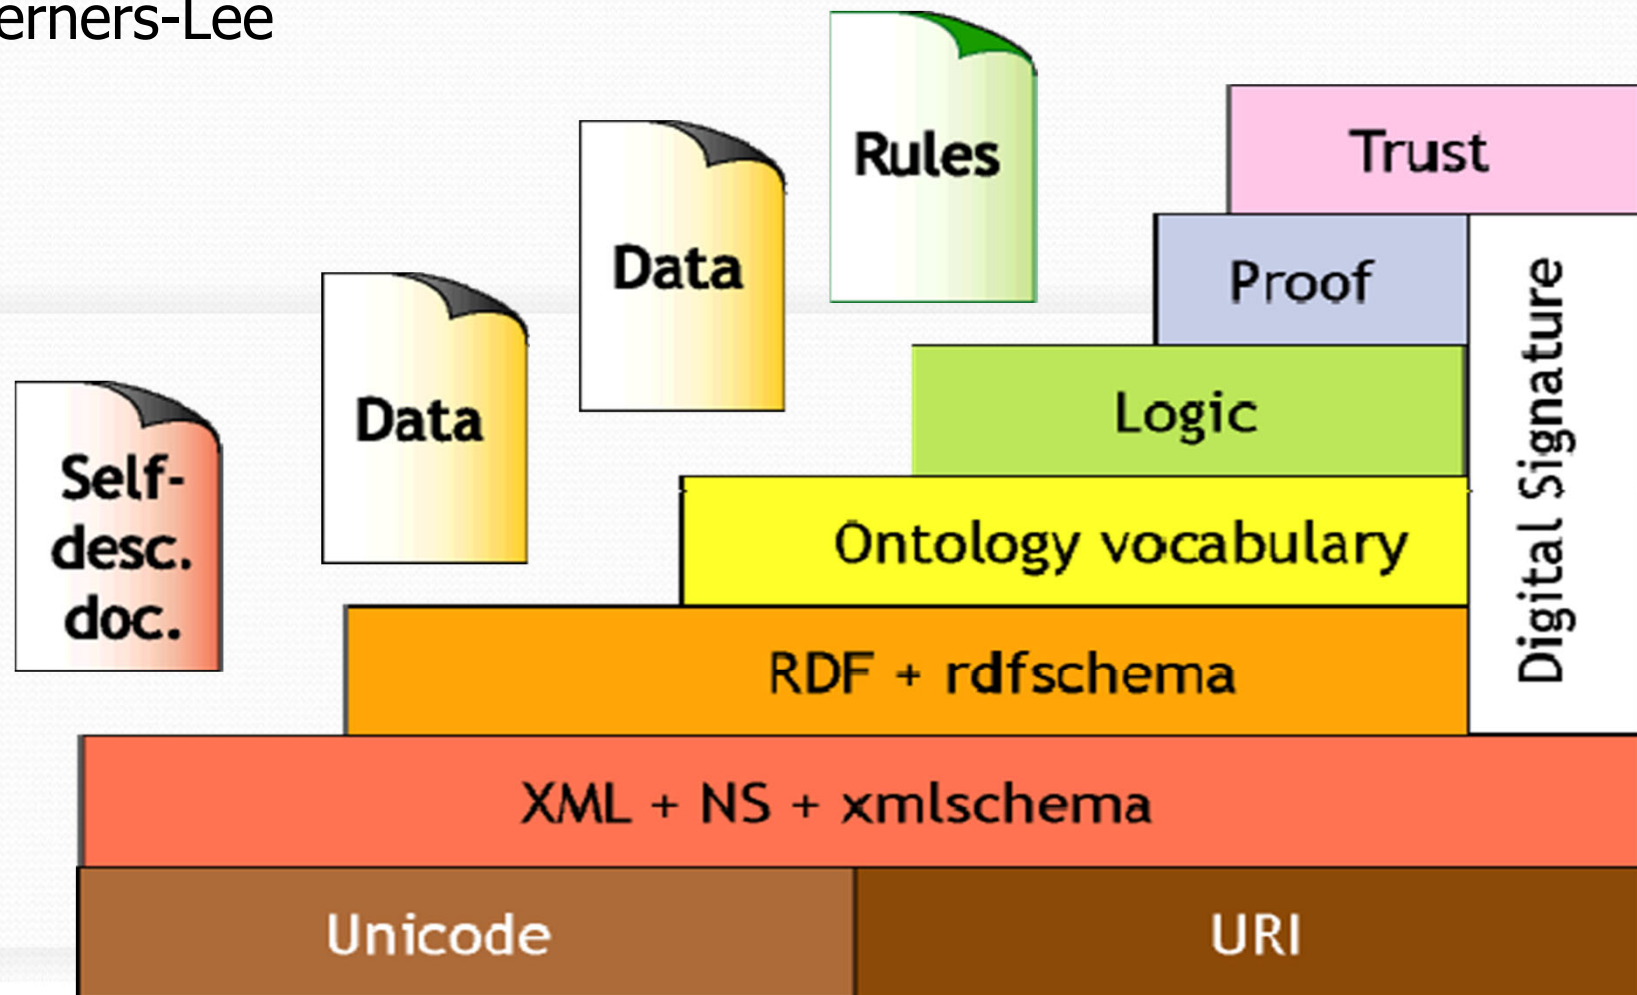 erners-Lee
Rules
Trust
Data
Proof
Data
Logic
Self-
desc.
doc.
Ontology vocabulary
Digital Signature
RDF + rdfschema
XML + NS + xmlschema
Unicode
URI